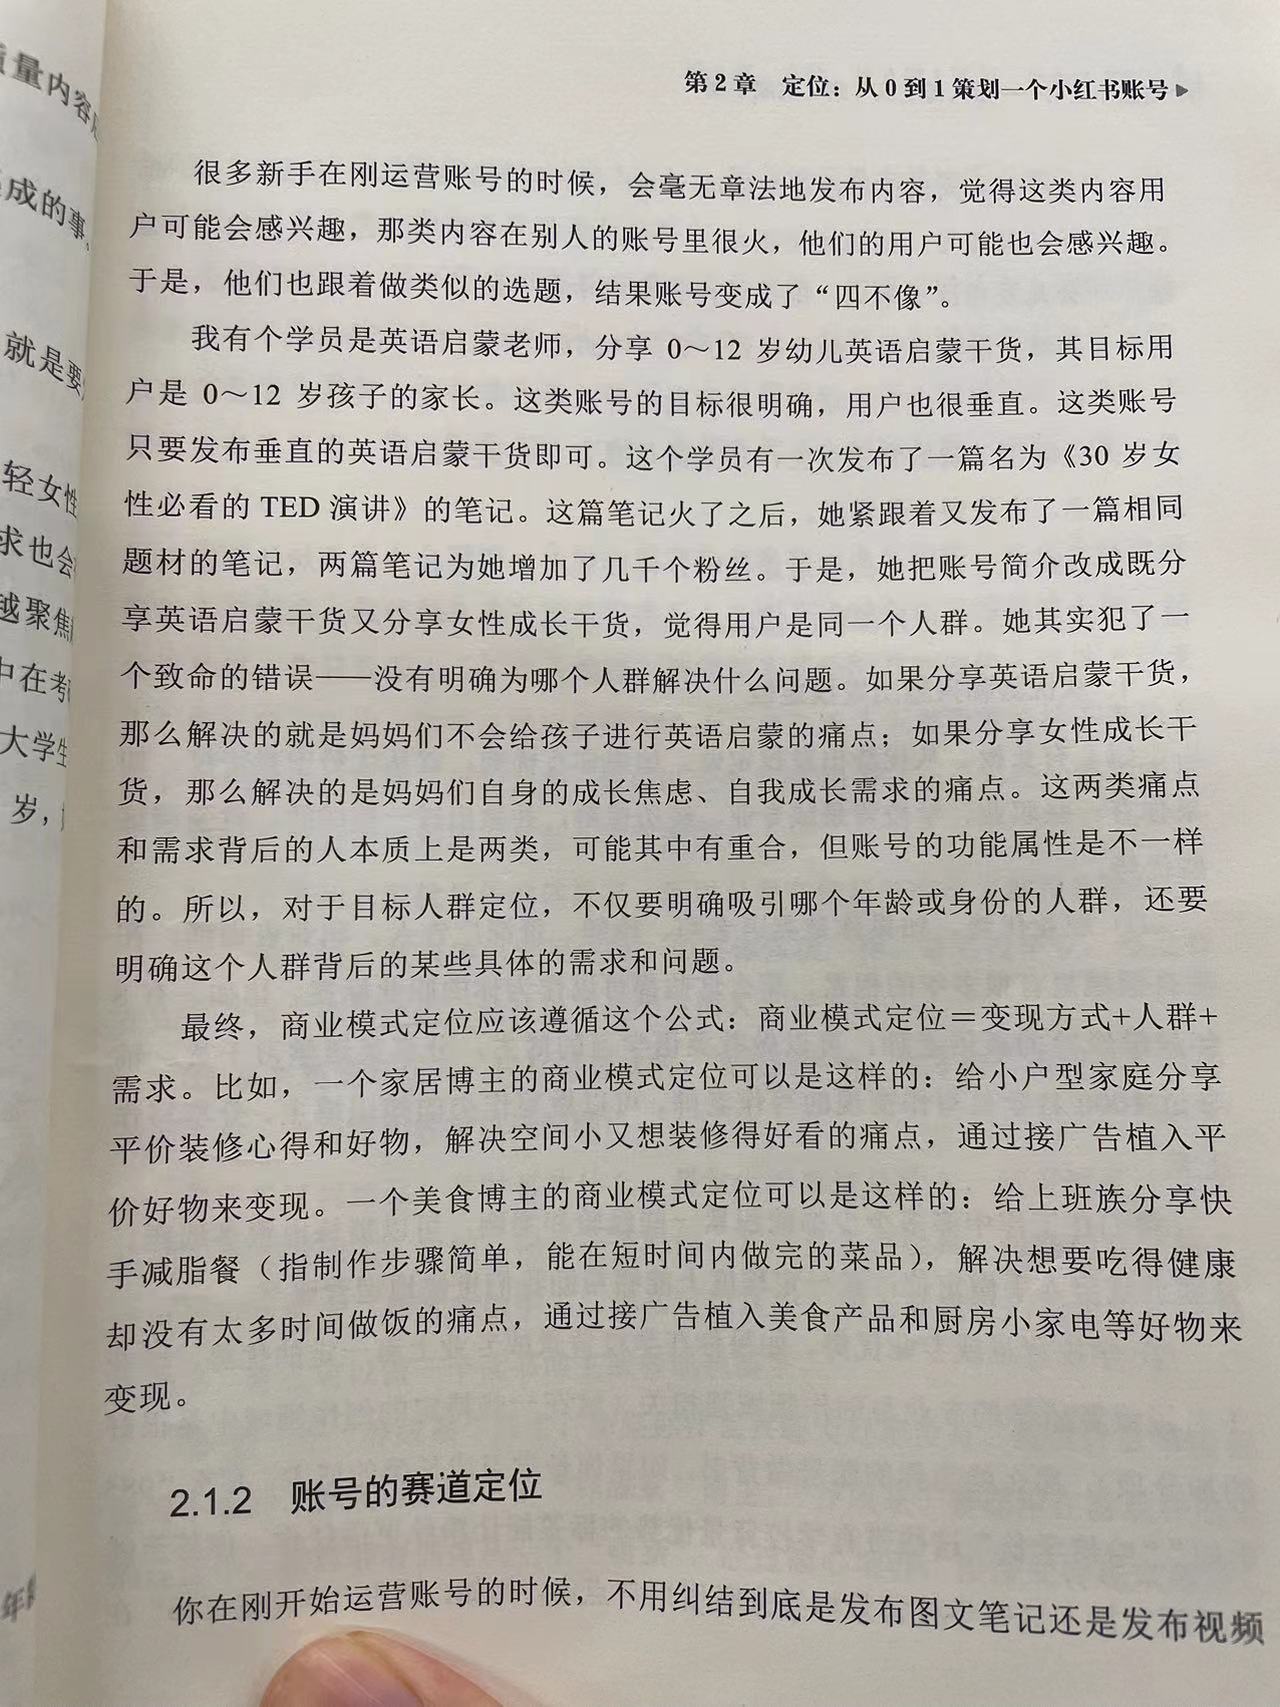 第2章 定位：从0到1策划一个小红书账号▶
很多新手在刚运营账号的时候，会毫无章法地发布内容，觉得这类内容用
户可能会感兴趣，那类内容在别人的账号里很火，他们的用户可能也会感兴趣。
于是，他们也跟着做类似的选题，结果账号变成了“四不像”。
我有个学员是英语启蒙老师，分享 0～12 岁幼儿英语启蒙干货，其目标用
户是 0～12 岁孩子的家长。这类账号的目标很明确，用户也很垂直。这类账号
只要发布垂直的英语启蒙干货即可。这个学员有一次发布了一篇名为《30 岁女
性必看的 TED 演讲》的笔记。这篇笔记火了之后，她紧跟着又发布了一篇相同
题材的笔记，两篇笔记为她增加了几千个粉丝。于是，她把账号简介改成既分
享英语启蒙干货又分享女性成长干货，觉得用户是同一个人群。她其实犯了一
个致命的错误——没有明确为哪个人群解决什么问题。如果分享英语启蒙干货，
那么解决的就是妈妈们不会给孩子进行英语启蒙的痛点；如果分享女性成长干
货，那么解决的是妈妈们自身的成长焦虑、自我成长需求的痛点。这两类痛点
和需求背后的人本质上是两类，可能其中有重合，但账号的功能属性是不一样
的。所以，对于目标人群定位，不仅要明确吸引哪个年龄或身份的人群，还要
明确这个人群背后的某些具体的需求和问题。
最终，商业模式定位应该遵循这个公式：商业模式定位＝变现方式+人群+
需求。比如，一个家居博主的商业模式定位可以是这样的：给小户型家庭分享
平价装修心得和好物，解决空间小又想装修得好看的痛点，通过接广告植入平
价好物来变现。一个美食博主的商业模式定位可以是这样的：给上班族分享快
手减脂餐（指制作步骤简单，能在短时间内做完的菜品），解决想要吃得健康
却没有太多时间做饭的痛点，通过接广告植入美食产品和厨房小家电等好物来
变现。
2.1.2 账号的赛道定位
你在刚开始运营账号的时候，不用纠结到底是发布图文笔记还是发布视频
量内容
成的事。
就是要
轻女性
求也会
越聚焦
中在考
大学生
岁，
年